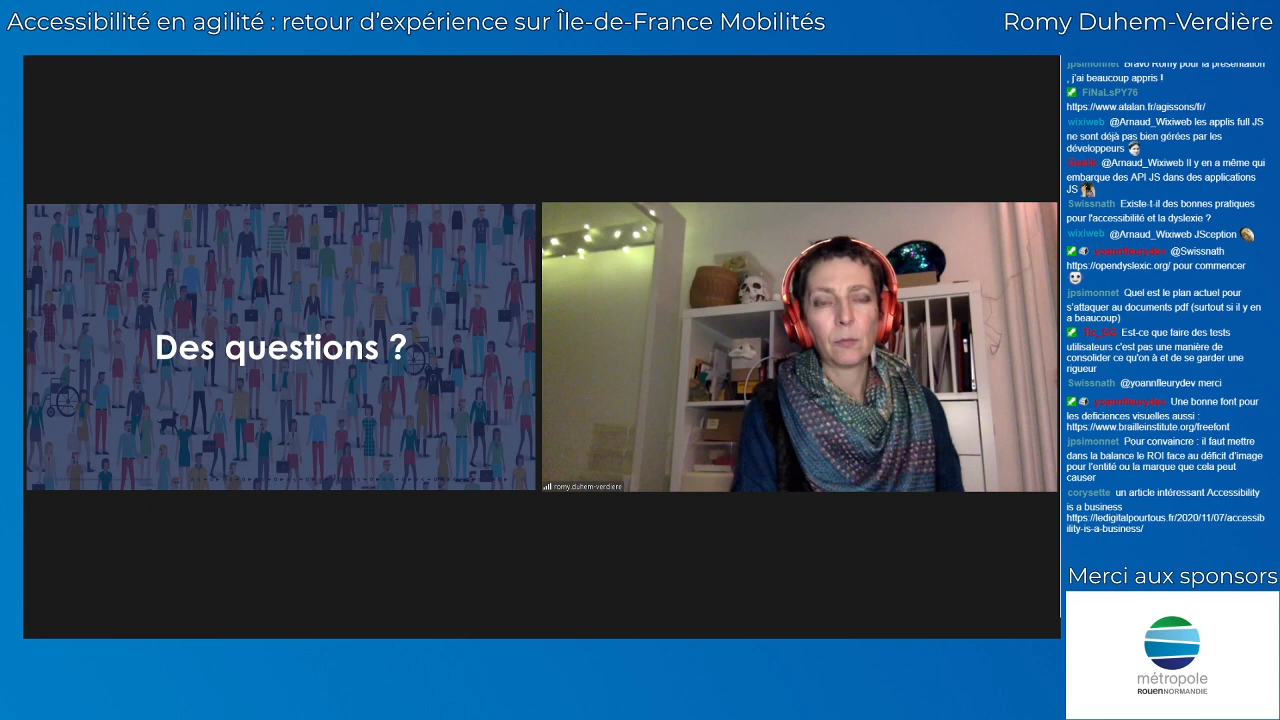 Accessibilité en agilité : retour d'expérience sur Île-de-France Mobilités
Romy Duhem-Verdière
Des questions ?
romy.duhem-verdiere
jpsimonnet Bravo Romy pour la présentation
, j'ai beaucoup appris !
FiNaLsPY76
https://www.atalan.fr/agissons/fr/
wixiweb @Arnaud_Wixiweb les applis full JS
ne sont déjà pas bien gérées par les
développeurs
@Arnaud_Wixiweb Il y en a même qui
embarque des API JS dans des applications
JS
Swissnath Existe-t-il des bonnes pratiques
pour l'accessibilité et la dyslexie ?
wixiweb @Arnaud_Wixiweb JSception
yoannfleurydev @Swissnath
https://opendyslexic.org/ pour commencer
jpsimonnet Quel est le plan actuel pour
s'attaquer au documents pdf (surtout si il y en
a beaucoup)
Est-ce que faire des tests
utilisateurs c'est pas une manière de
consolider ce qu'on à et de se garder une
rigueur
Swissnath @yoannfleurydev merci
yoannfleurydev Une bonne font pour
les deficiences visuelles aussi :
https://www.brailleinstitute.org/freefont
jpsimonnet Pour convaincre : il faut mettre
dans la balance le ROI face au déficit d'image
pour l'entité ou la marque que cela peut
causer
corysette un article intéressant Accessibility
is a business
https://ledigitalpourtous.fr/2020/11/07/accessib
ility-is-a-business/
Merci aux sponsors
métropole
ROUENNORMANDIE